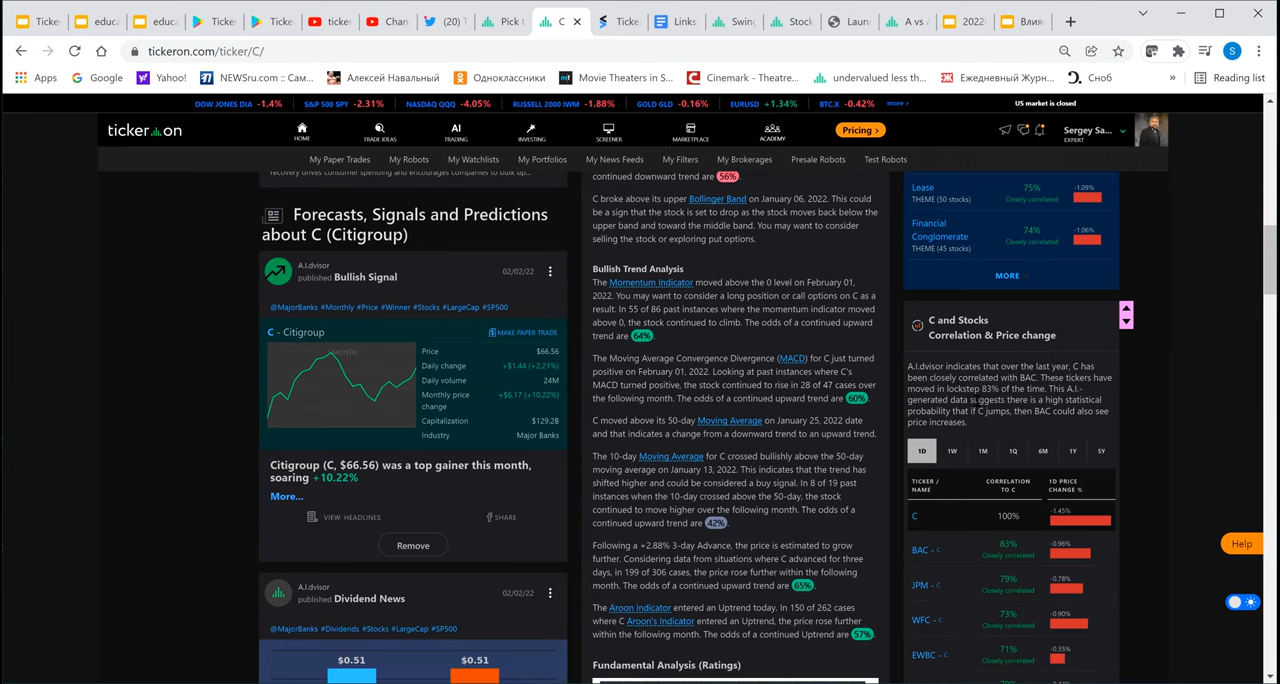 Ticker
educa
educa
Ticker
Ticker
ticker
Chan
(20) T
Pick t
C
Ticke
Links
Swing
Stock
Laun
A vs A
2022
Влия
tickeron.com/ticker/C/
S
Apps
Google
Yahoo!
NEWSru.com :: Сам...
Алексей Навальный
Одноклассники
Movie Theaters in S...
Cinemark - Theatre...
undervalued less th...
Ежедневный Журн...
Сноб
»
Reading list
DOW JONES DIA -1.4%
S&P 500 SPY -2.31%
NASDAQ QQQ -4.05%
RUSSELL 2000 IWM -1.88%
GOLD GLD -0.16%
EURUSD +1.34%
BTC.X -0.42%
more >
US market is closed
tickeron
HOME
TRADE IDEAS
AI
TRADING
INVESTING
SCREENER
MARKETPLACE
ACADEMY
Pricing >
Sergey Sa...
EXPERT
My Paper Trades
My Robots
My Watchlists
My Portfolios
My News Feeds
My Filters
My Brokerages
Presale Robots
Test Robots
recovery drives consumer spending and encourages companies to bulk up...
Forecasts, Signals and Predictions
about C (Citigroup)
A.I.dvisor
published Bullish Signal
02/02/22
@MajorBanks #Monthly #Price #Winner #Stocks #LargeCap #SP500
C - Citigroup
MAKE PAPER TRADE
MONTH
Price $66.56
Daily change +$1.44 (+2.21%)
Daily volume 24M
Monthly price +$6.17 (+10.22%)
change
Capitalization $129.2B
Industry Major Banks
Citigroup (C, $66.56) was a top gainer this month,
soaring +10.22%
More...
VIEW HEADLINES
SHARE
Remove
A.I.dvisor
published Dividend News
02/02/22
@MajorBanks #Dividends #Stocks #LargeCap #SP500
$0.51
$0.51
continued downward trend are 56%
C broke above its upper Bollinger Band on January 06, 2022. This could
be a sign that the stock is set to drop as the stock moves back below the
upper band and toward the middle band. You may want to consider
selling the stock or exploring put options.
Bullish Trend Analysis
The Momentum Indicator moved above the 0 level on February 01,
2022. You may want to consider a long position or call options on C as a
result. In 55 of 86 past instances where the momentum indicator moved
above 0, the stock continued to climb. The odds of a continued upward
trend are 64%.
The Moving Average Convergence Divergence (MACD) for C just turned
positive on February 01, 2022. Looking at past instances where C's
MACD turned positive, the stock continued to rise in 28 of 47 cases over
the following month. The odds of a continued upward trend are 60%.
C moved above its 50-day Moving Average on January 25, 2022 date
and that indicates a change from a downward trend to an upward trend.
The 10-day Moving Average for C crossed bullishly above the 50-day
moving average on January 13, 2022. This indicates that the trend has
shifted higher and could be considered a buy signal. In 8 of 19 past
instances when the 10-day crossed above the 50-day, the stock
continued to move higher over the following month. The odds of a
continued upward trend are 42%.
Following a +2.88% 3-day Advance, the price is estimated to grow
further. Considering data from situations where C advanced for three
days, in 199 of 306 cases, the price rose further within the following
month. The odds of a continued upward trend are 65%.
The Aroon Indicator entered an Uptrend today. In 150 of 262 cases
where C Aroon's Indicator entered an Uptrend, the price rose further
within the following month. The odds of a continued Uptrend are 57%.
Fundamental Analysis (Ratings)
Lease
THEME (50 stocks)
75%
Closely correlated
-1.09%
Financial
Conglomerate
THEME (45 stocks)
74%
Closely correlated
-1.06%
MORE
C and Stocks
Correlation & Price change
A.I.dvisor indicates that over the last year, C has
been closely correlated with BAC. These tickers have
moved in lockstep 83% of the time. This A.I.-
generated data suggests there is a high statistical
probability that if C jumps, then BAC could also see
price increases.
1D 1W 1M 1Q 6M 1Y 5Y
TICKER /
NAME
CORRELATION
TO C
1D PRICE
CHANGE %
C 100% -1.45%
BAC - C 83% -0.96%
Closely correlated
JPM - C 79% -0.78%
Closely correlated
WFC - C 73% -0.90%
Closely correlated
EWBC - C 71% -0.35%
Closely correlated
Help